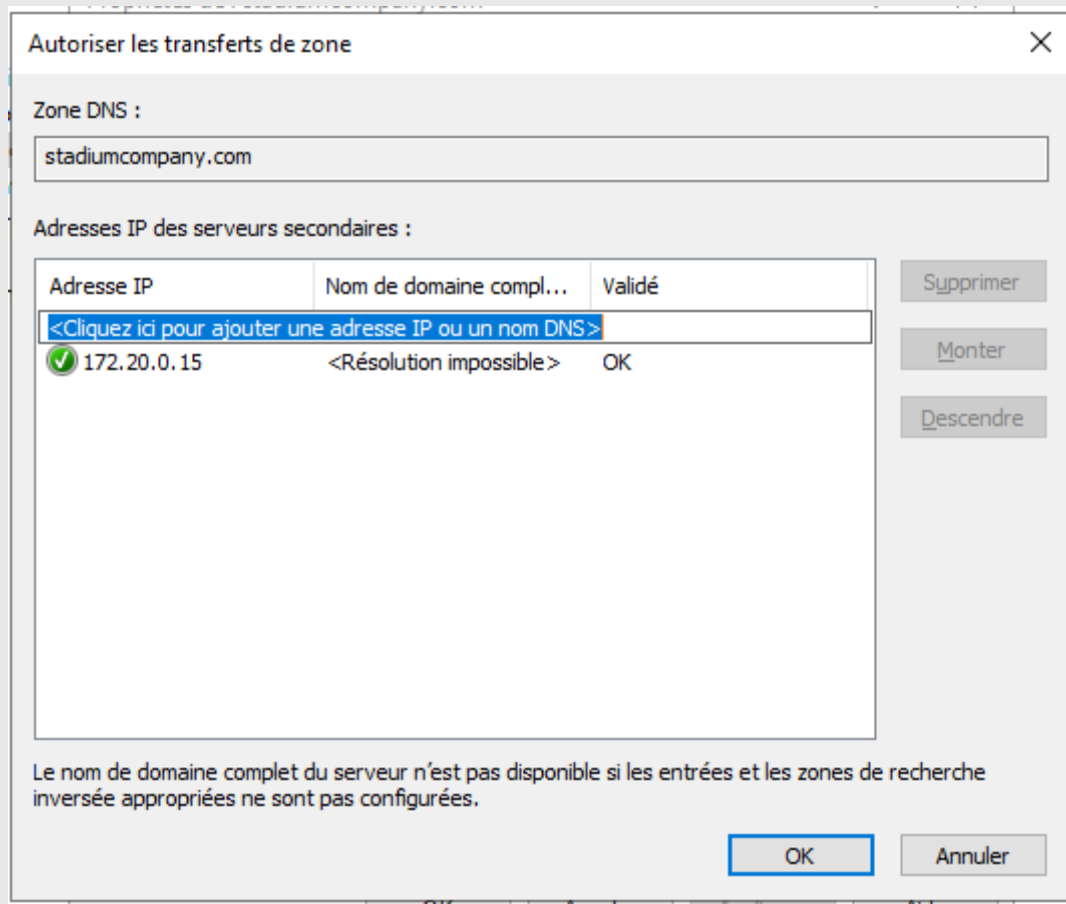 Autoriser les transferts de zone
Zone DNS :
stadiumcompany.com
Adresses IP des serveurs secondaires :
Adresse IP Nom de domaine compl... Validé
<Cliquez ici pour ajouter une adresse IP ou un nom DNS>
172.20.0.15 <Résolution impossible> OK
Supprimer
Monter
Descendre
Le nom de domaine complet du serveur n’est pas disponible si les entrées et les zones de recherche
inversée appropriées ne sont pas configurées.
OK Annuler